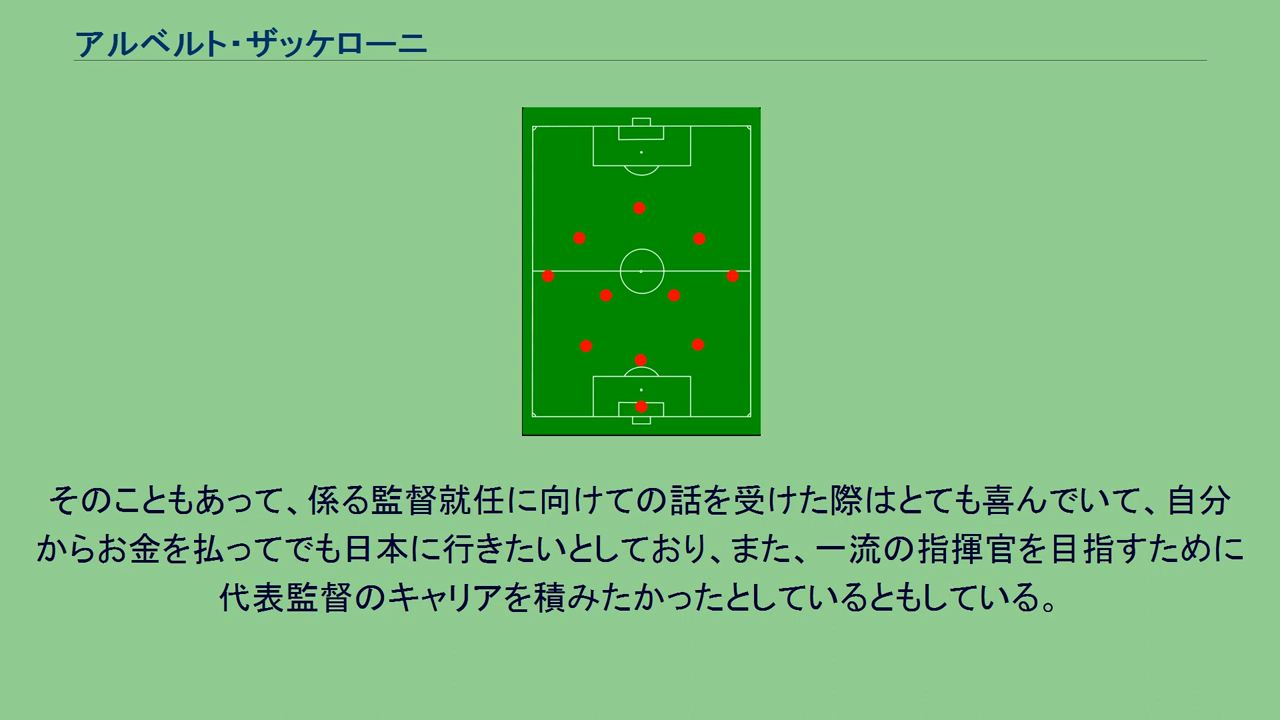 アルベルト・ザッケローニ
そのこともあって、係る監督就任に向けての話を受けた際はとても喜んでいて、自分
からお金を払ってでも日本に行きたいとしており、また、一流の指揮官を目指すために
代表監督のキャリアを積みたかったとしているともしている。